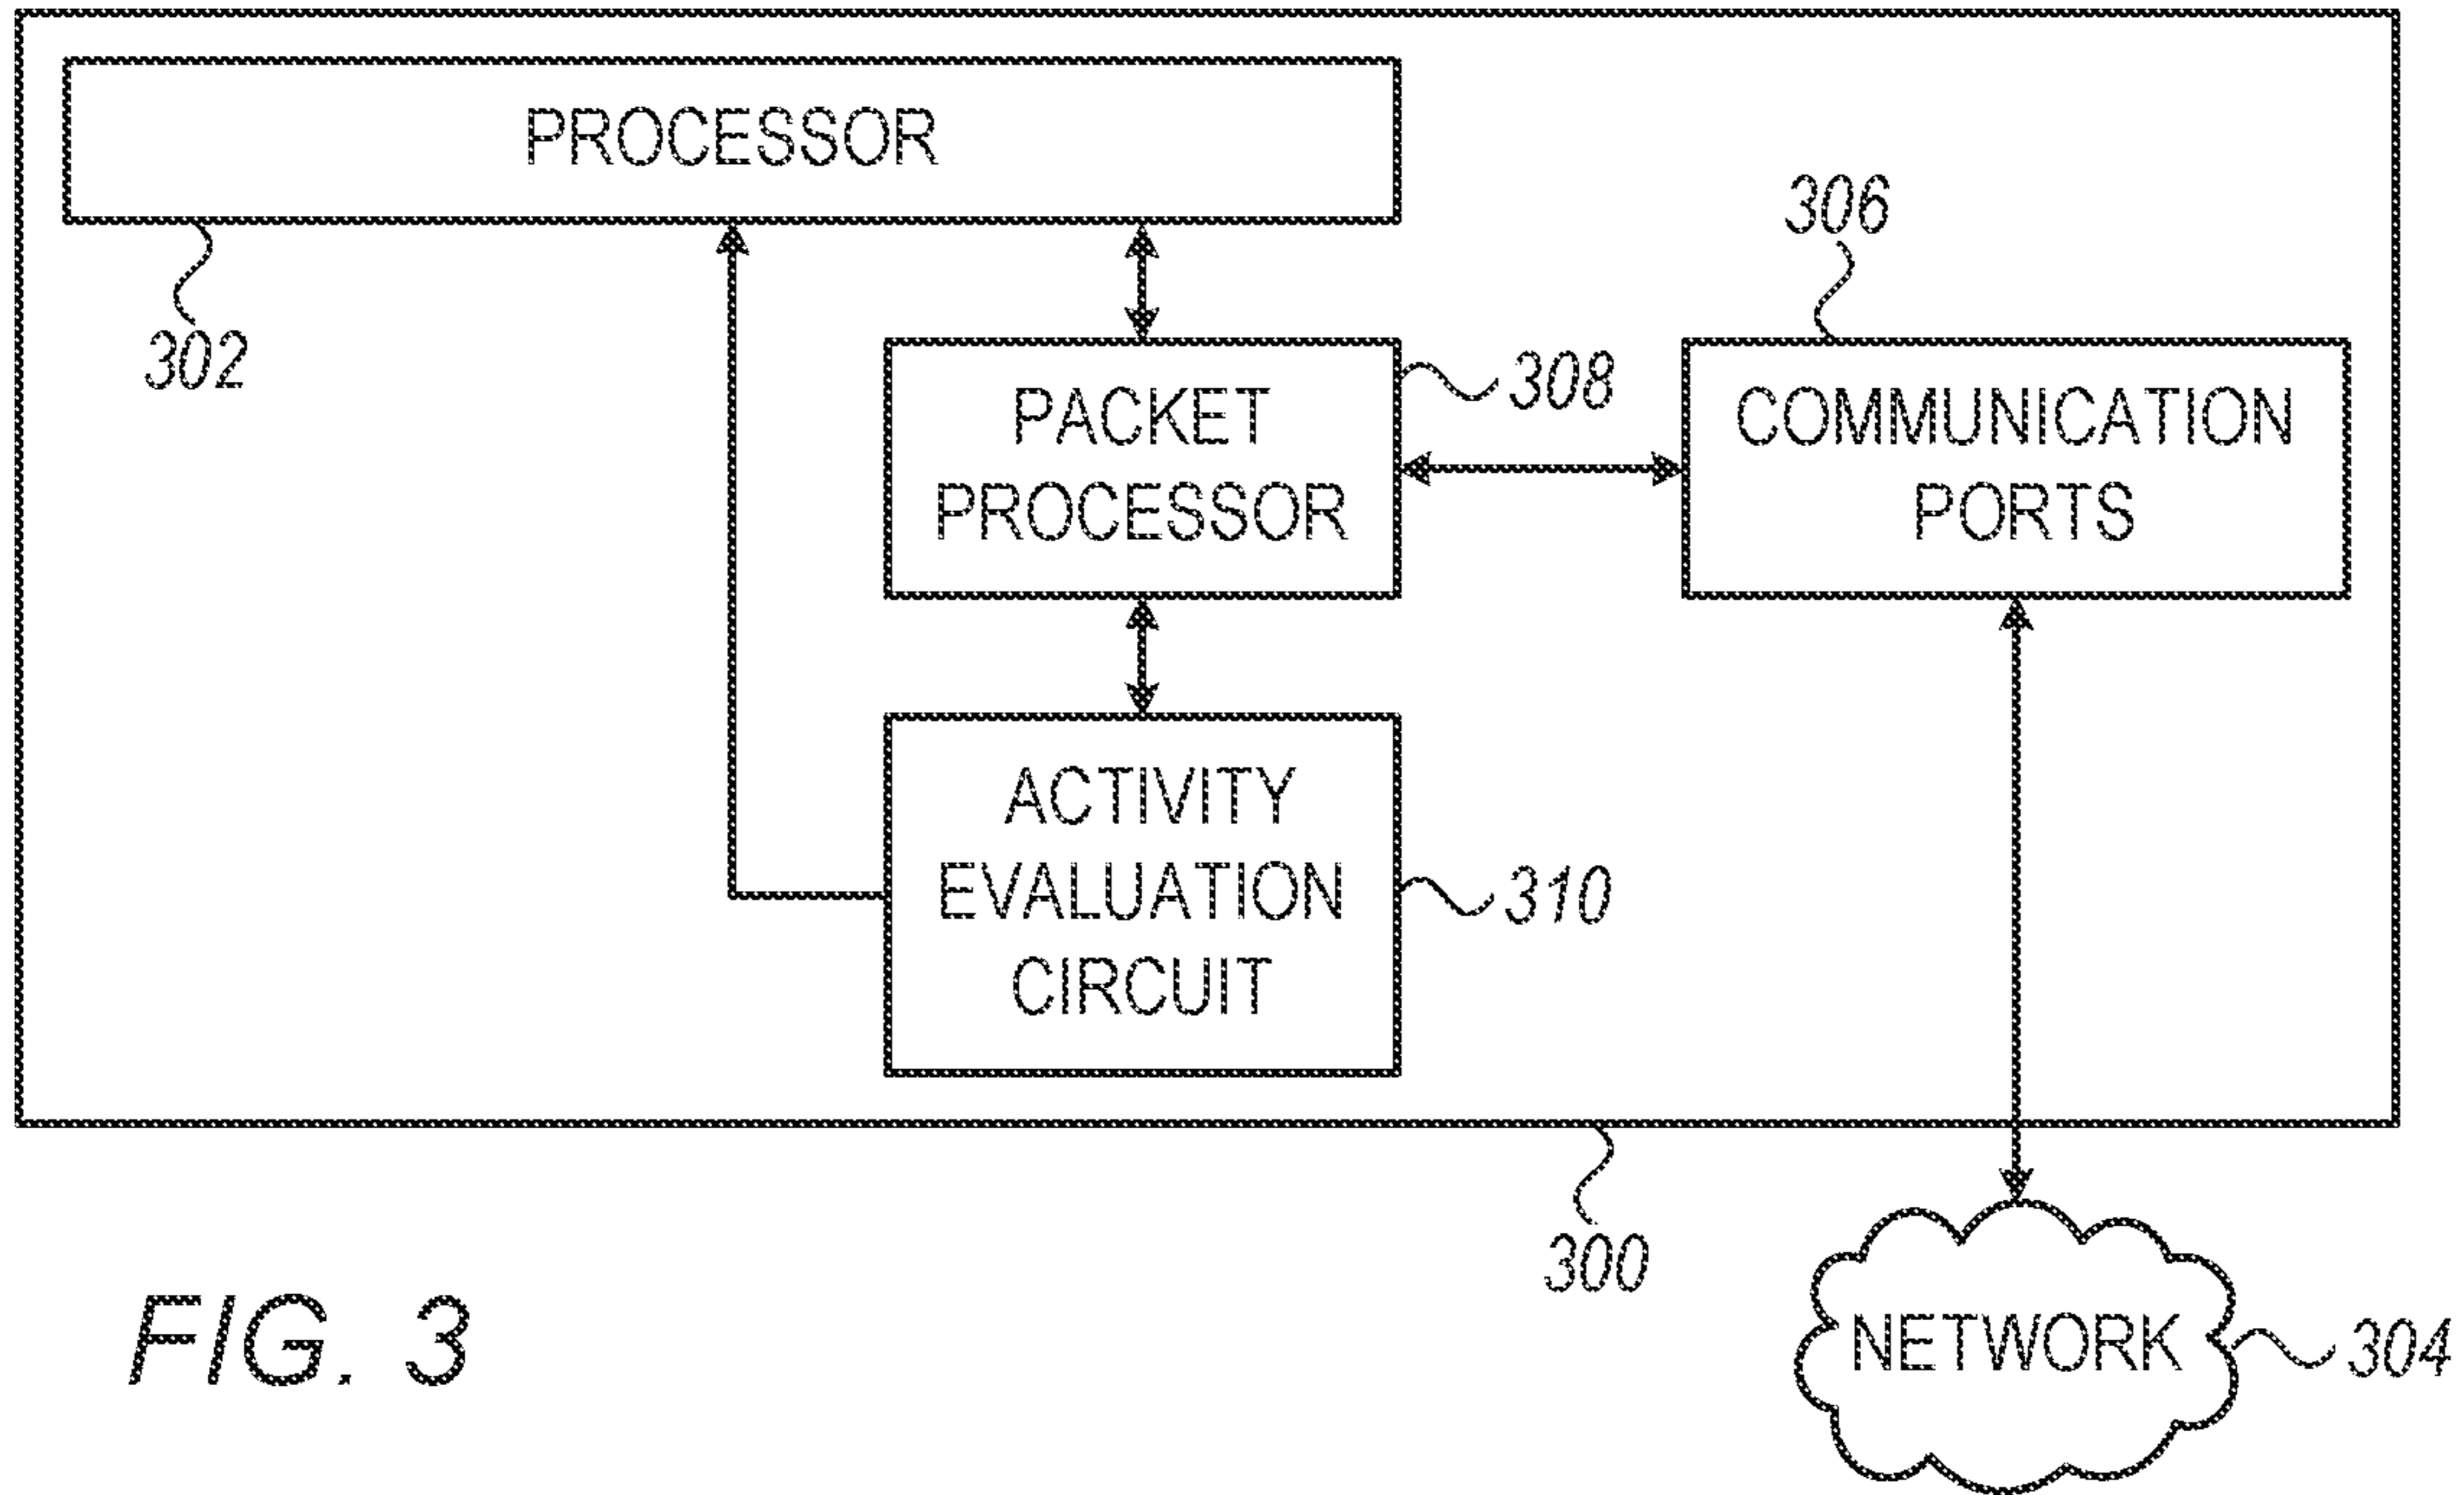 PROCESSOR
302
306
PACKET
PROCESSOR
308
COMMUNICATION
PORTS
ACTIVITY
EVALUATION
CIRCUIT
310
300
NETWORK
304
FIG. 3